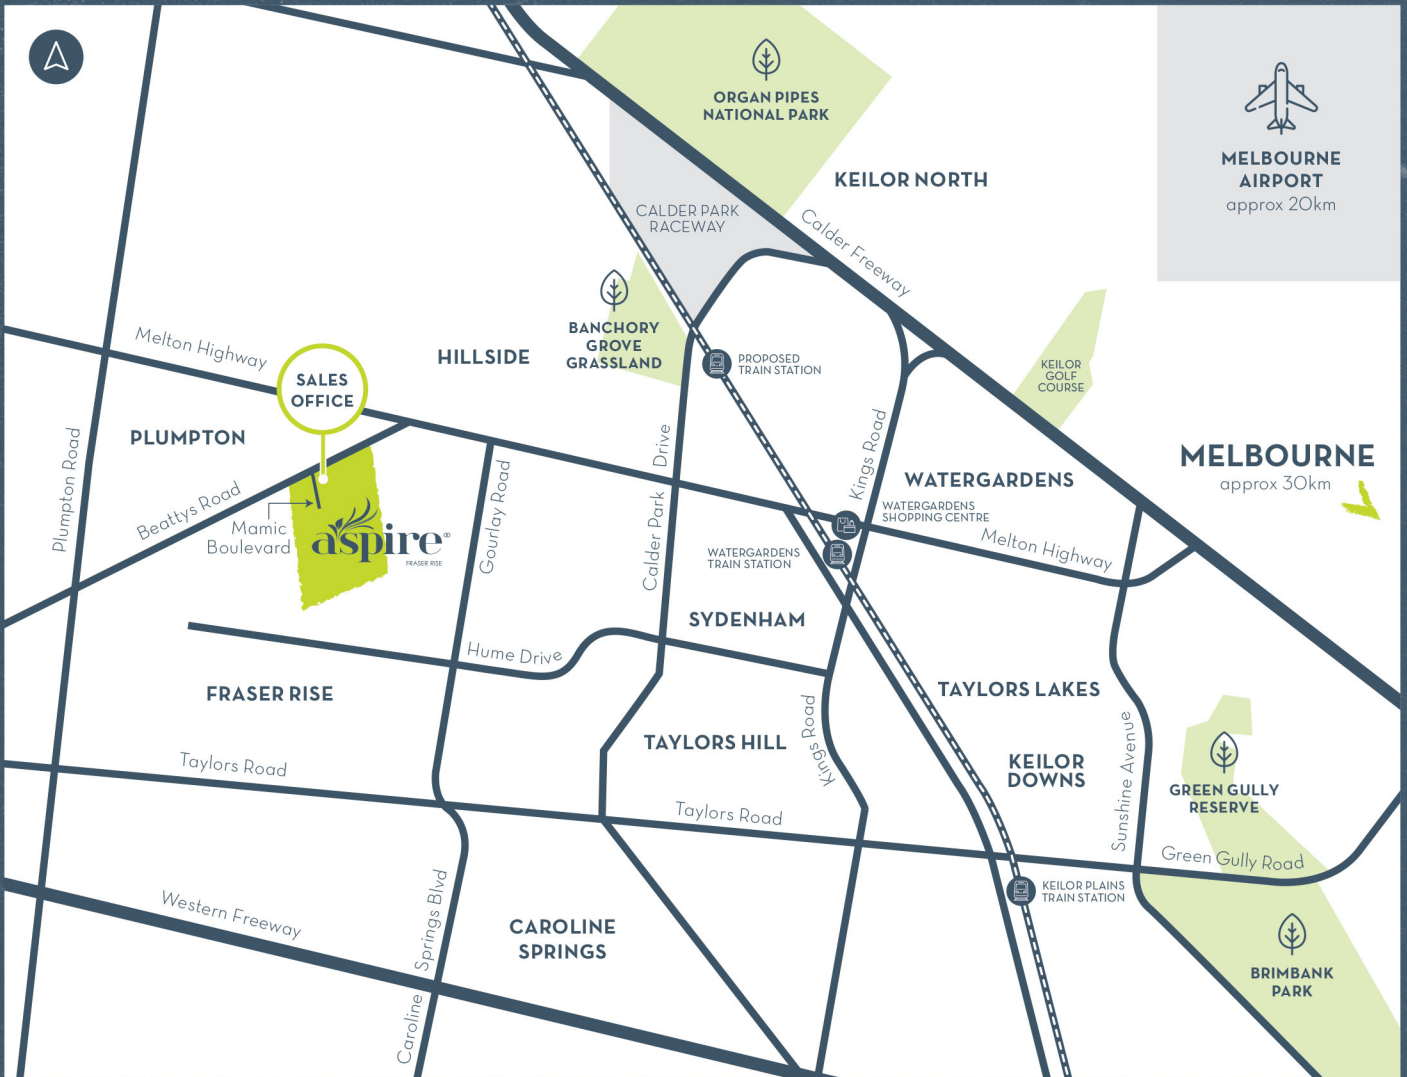 ORGAN PIPES
NATIONAL PARK
MELBOURNE
AIRPORT
approx 20km
KEILOR NORTH
CALDER PARK
RACEWAY
Calder Freeway
BANCHORY
GROVE
GRASSLAND
Melton Highway
HILLSIDE
PROPOSED
TRAIN STATION
KEILOR
GOLF
COURSE
SALES
OFFICE
PLUMPTON
Plumpton Road
Beattys Road
Mamic
Boulevard
aspire
FRASER RISE
Gourlay Road
Calder Park Drive
Kings Road
WATERGARDENS
WATERGARDENS
SHOPPING CENTRE
MELBOURNE
approx 30km
Melton Highway
WATERGARDENS
TRAIN STATION
SYDENHAM
Hume Drive
FRASER RISE
TAYLORS LAKES
TAYLORS HILL
Kings Road
KEILOR
DOWNS
Sunshine Avenue
GREEN GULLY
RESERVE
Taylors Road
Taylors Road
Green Gully Road
KEILOR PLAINS
TRAIN STATION
Western Freeway
Caroline Springs Blvd
CAROLINE
SPRINGS
BRIMBANK
PARK